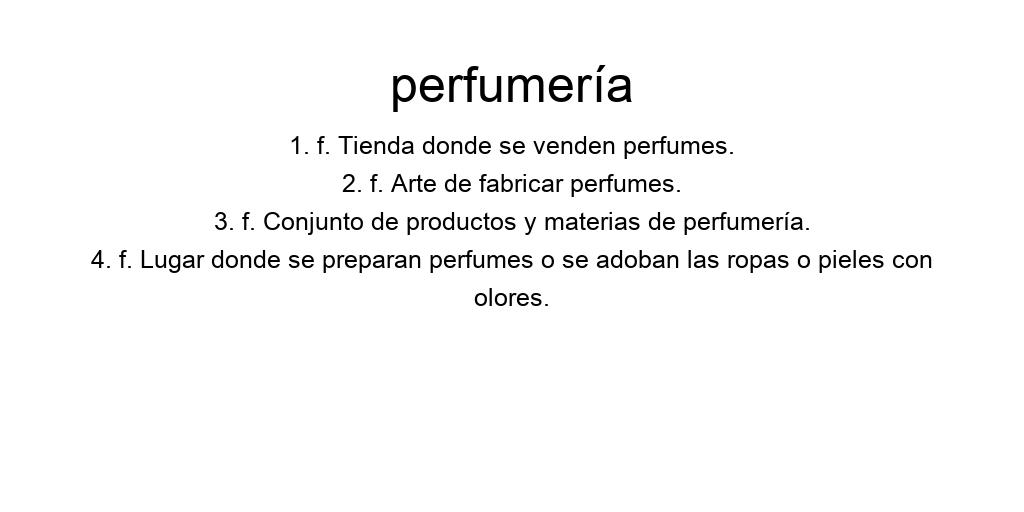 perfumería
1. f. Tienda donde se venden perfumes.
2. f. Arte de fabricar perfumes.
3. f. Conjunto de productos y materias de perfumería.
4. f. Lugar donde se preparan perfumes o se adoban las ropas o pieles con
olores.